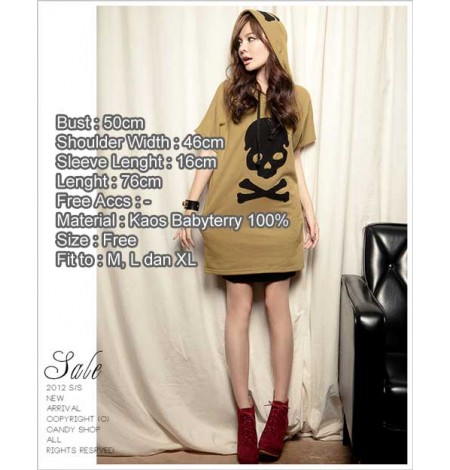 Bust : 50cm
Shoulder Width : 46cm
Sleeve Lenght : 16cm
Lenght : 76cm
Free Accs : -
Material : Kaos Babyterry 100%
Size : Free
Fit to : M, L dan XL
Sale
2012 S/S
NEW
ARRIVAL
COPYRIGHT (C)
CANDY SHOP
ALL
RIGHTS RESERVED